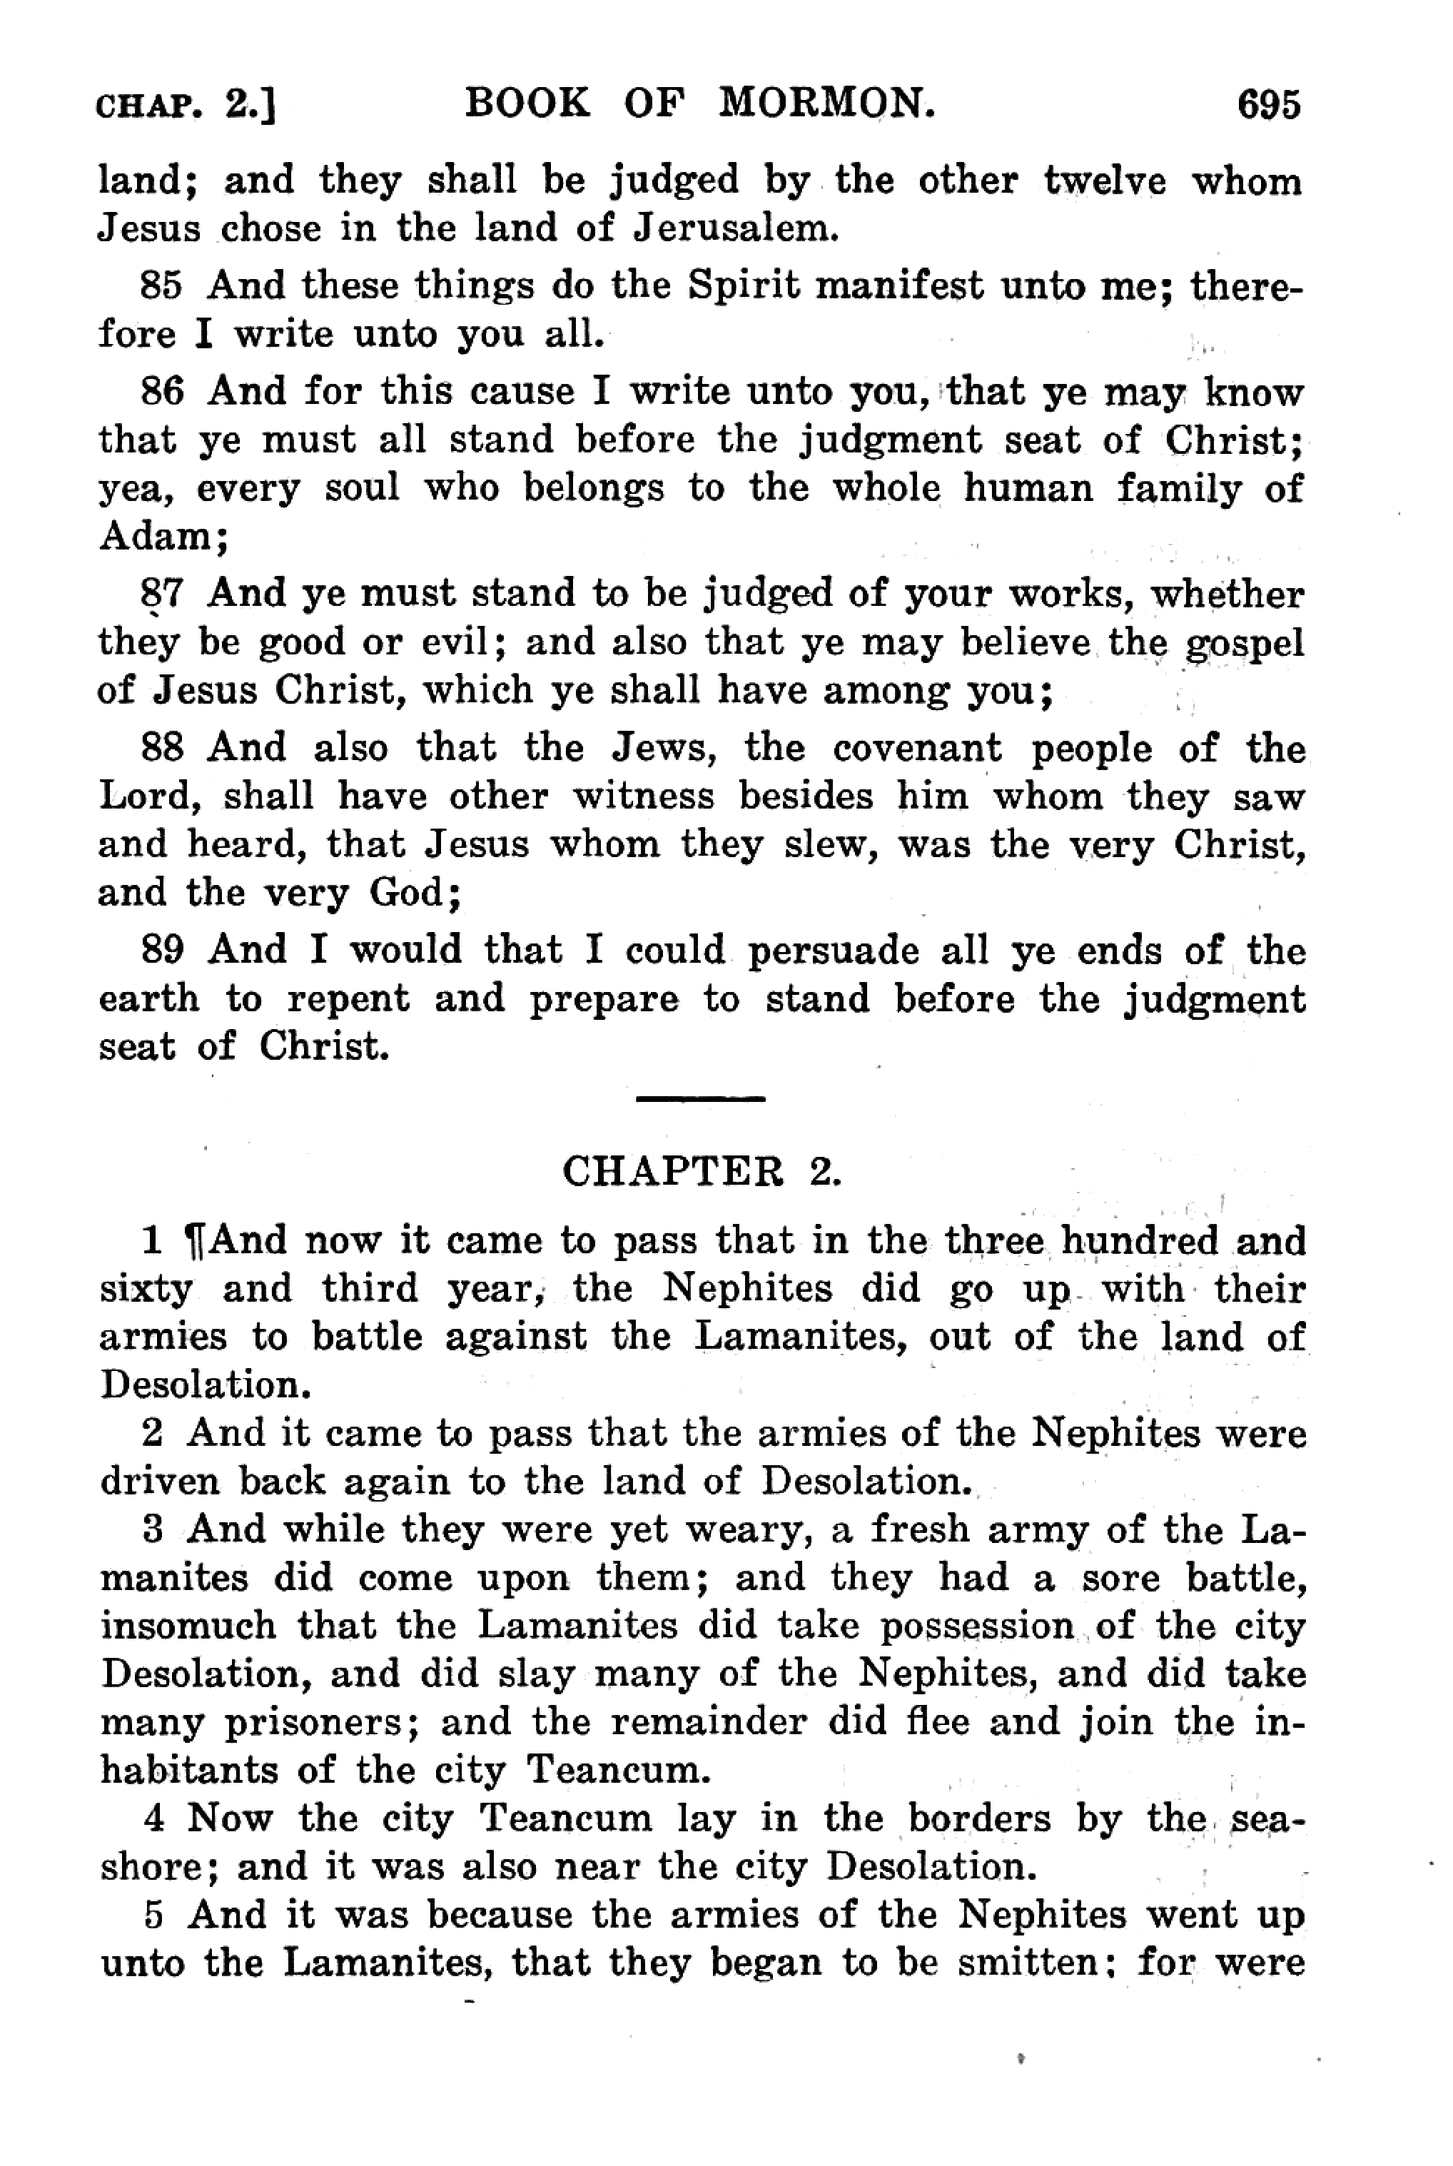 CHAP. 2.] BOOK OF MORMON. 695
land; and they shall be judged by the other twelve whom
Jesus chose in the land of Jerusalem.
85 And these things do the Spirit manifest unto me; there-
fore I write unto you all.
86 And for this cause I write unto you, that ye may know
that ye must all stand before the judgment seat of Christ;
yea, every soul who belongs to the whole human family of
Adam;
87 And ye must stand to be judged of your works, whether
they be good or evil; and also that ye may believe the gospel
of Jesus Christ, which ye shall have among you;
88 And also that the Jews, the covenant people of the
Lord, shall have other witness besides him whom they saw
and heard, that Jesus whom they slew, was the very Christ,
and the very God;
89 And I would that I could persuade all ye ends of the
earth to repent and prepare to stand before the judgment
seat of Christ.
CHAPTER 2.
1 ¶And now it came to pass that in the three hundred and
sixty and third year, the Nephites did go up with their
armies to battle against the Lamanites, out of the land of
Desolation.
2 And it came to pass that the armies of the Nephites were
driven back again to the land of Desolation.
3 And while they were yet weary, a fresh army of the La-
manites did come upon them; and they had a sore battle,
insomuch that the Lamanites did take possession of the city
Desolation, and did slay many of the Nephites, and did take
many prisoners; and the remainder did flee and join the in-
habitants of the city Teancum.
4 Now the city Teancum lay in the borders by the sea-
shore; and it was also near the city Desolation.
5 And it was because the armies of the Nephites went up
unto the Lamanites, that they began to be smitten; for were